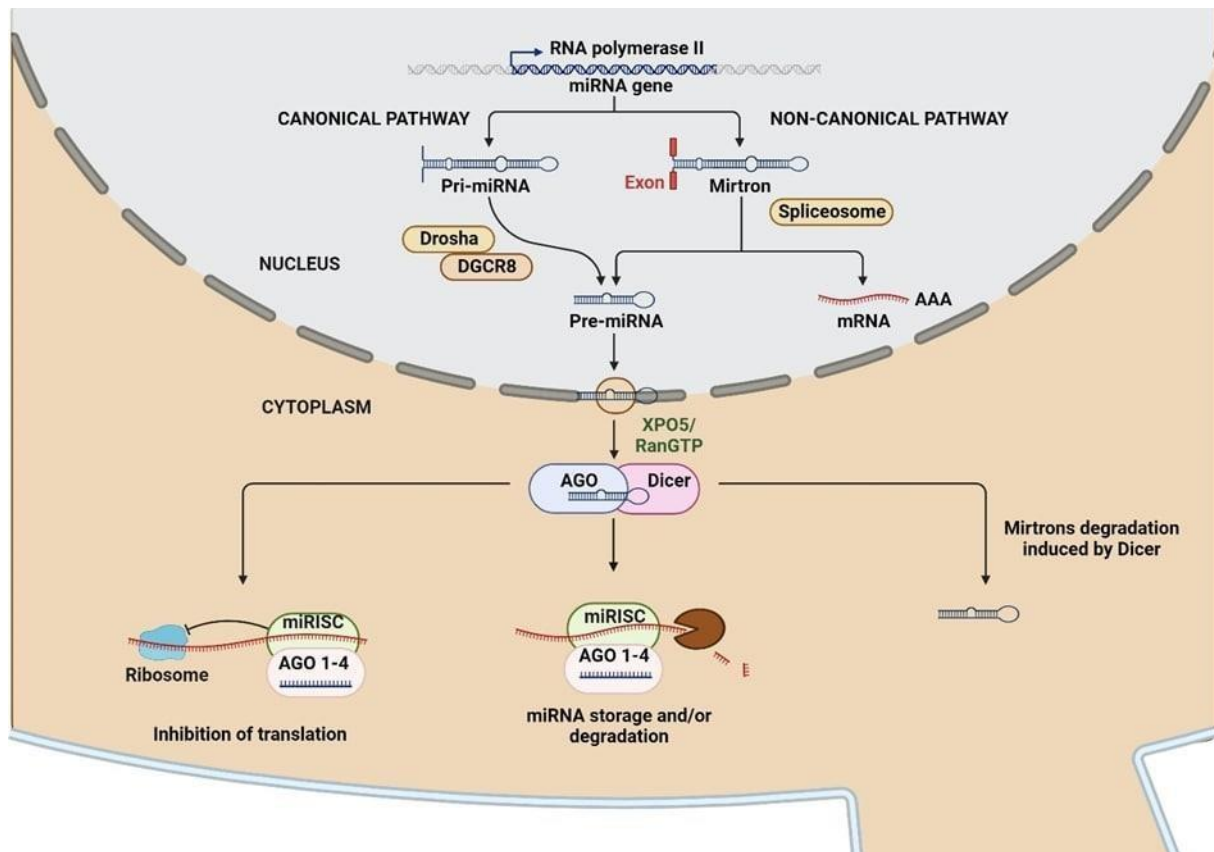 RNA polymerase II
miRNA gene
CANONICAL PATHWAY
NON-CANONICAL PATHWAY
Pri-miRNA
Exon
Mirtron
Spliceosome
Drosha
DGCR8
NUCLEUS
Pre-miRNA
AAA
mRNA
CYTOPLASM
XPO5/
RanGTP
AGO
Dicer
Mirtrons degradation
induced by Dicer
miRISC
AGO 1-4
Ribosome
Inhibition of translation
miRISC
AGO 1-4
miRNA storage and/or
degradation